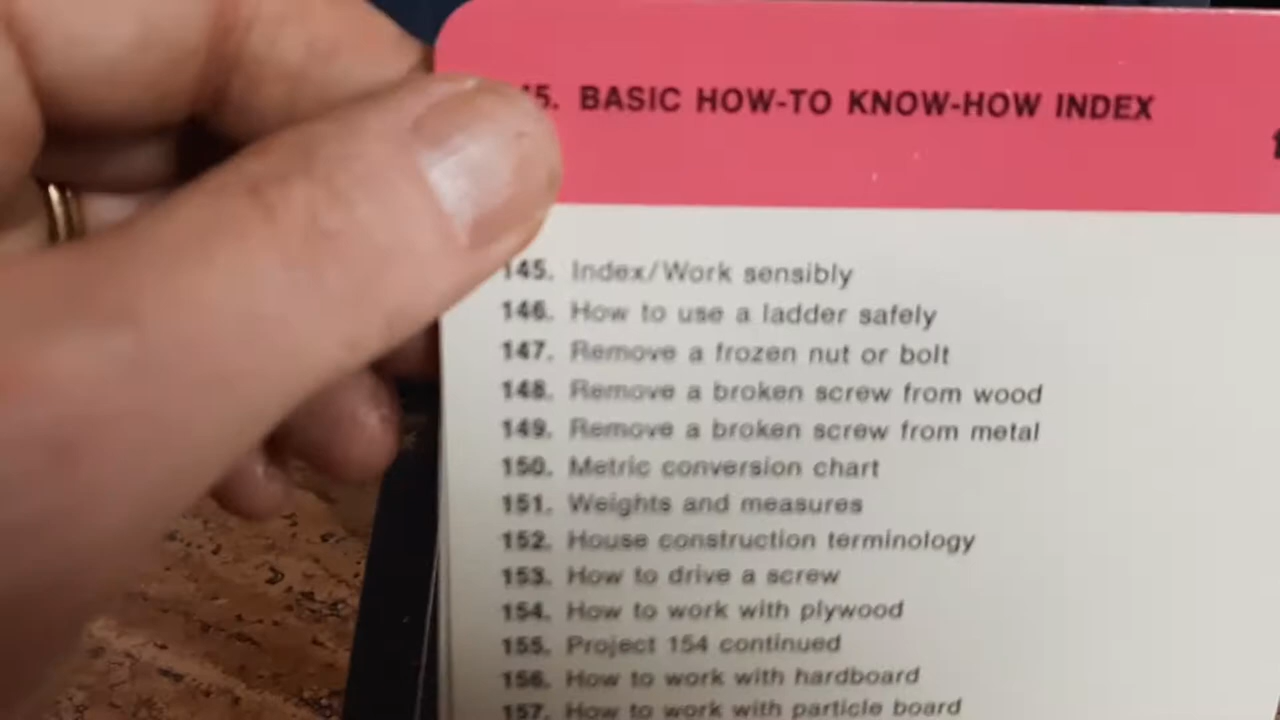 45. BASIC HOW-TO KNOW-HOW INDEX
145. Index/Work sensibly
146. How to use a ladder safely
147. Remove a frozen nut or bolt
148. Remove a broken screw from wood
149. Remove a broken screw from metal
150. Metric conversion chart
151. Weights and measures
152. House construction terminology
153. How to drive a screw
154. How to work with plywood
155. Project 154 continued
156. How to work with hardboard
157. How to work with particle board